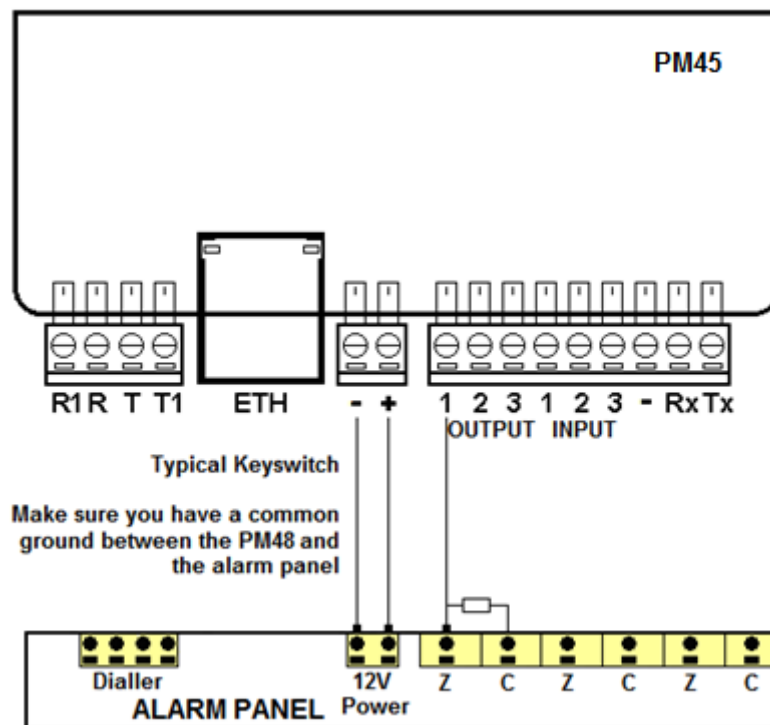 PM45
R1 R T T1
ETH
- +
1 2 3 1 2 3 - Rx Tx
OUTPUT INPUT
Typical Keyswitch
Make sure you have a common
ground between the PM48 and
the alarm panel
Dialler
12V
Power
Z C Z C Z C
ALARM PANEL